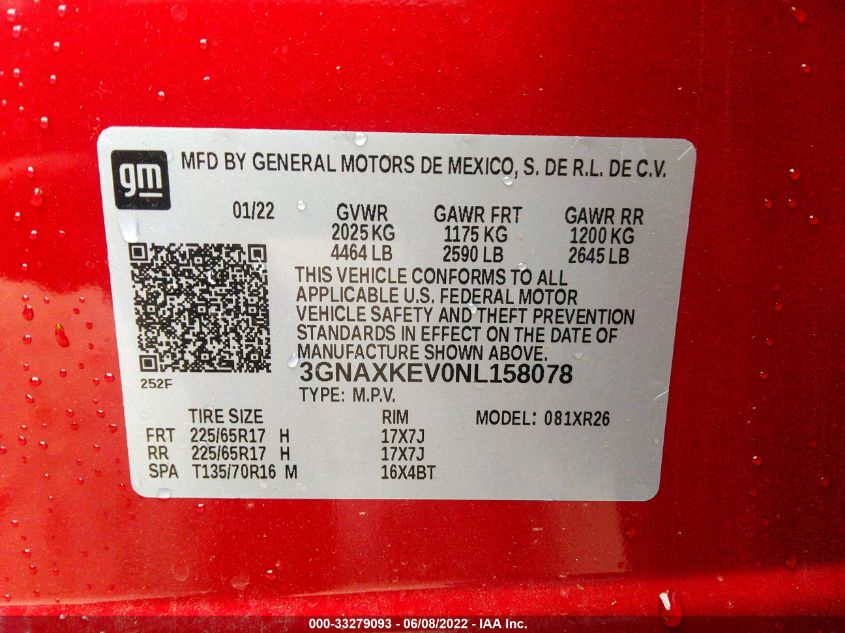 gm
MFD BY GENERAL MOTORS DE MEXICO, S. DE R.L. DE C.V.
01/22 GVWR GAWR FRT GAWR RR
2025 KG 1175 KG 1200 KG
4464 LB 2590 LB 2645 LB
THIS VEHICLE CONFORMS TO ALL
APPLICABLE U.S. FEDERAL MOTOR
VEHICLE SAFETY AND THEFT PREVENTION
STANDARDS IN EFFECT ON THE DATE OF
MANUFACTURE SHOWN ABOVE.
252F
3GNAXKEV0NL158078
TYPE: M.P.V.
TIRE SIZE RIM MODEL: 081XR26
FRT 225/65R17 H 17X7J
RR 225/65R17 H 17X7J
SPA T135/70R16 M 16X4BT
000-33279093 - 06/08/2022 - IAA Inc.